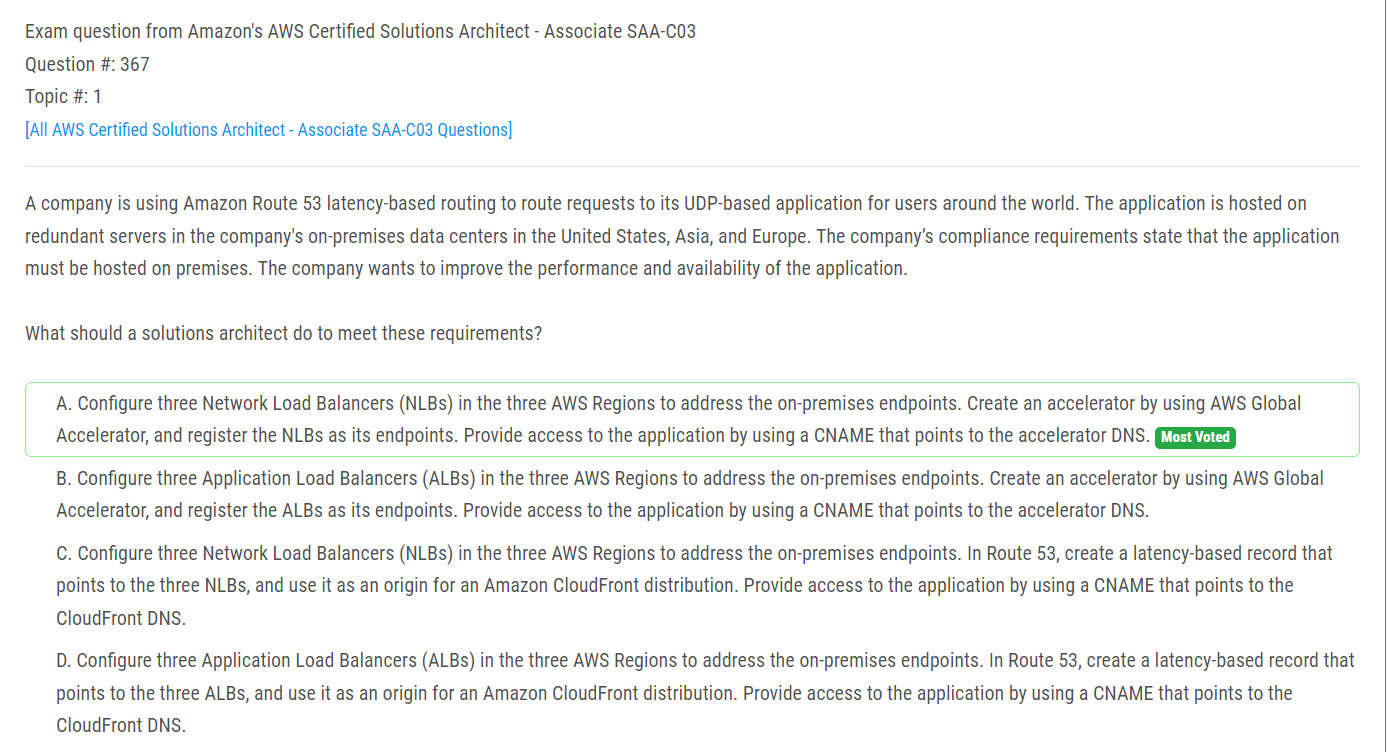 Exam question from Amazon's AWS Certified Solutions Architect - Associate SAA-C03
Question #: 367
Topic #: 1
[All AWS Certified Solutions Architect - Associate SAA-C03 Questions]
A company is using Amazon Route 53 latency-based routing to route requests to its UDP-based application for users around the world. The application is hosted on
redundant servers in the company's on-premises data centers in the United States, Asia, and Europe. The company’s compliance requirements state that the application
must be hosted on premises. The company wants to improve the performance and availability of the application.
What should a solutions architect do to meet these requirements?
A. Configure three Network Load Balancers (NLBs) in the three AWS Regions to address the on-premises endpoints. Create an accelerator by using AWS Global
Accelerator, and register the NLBs as its endpoints. Provide access to the application by using a CNAME that points to the accelerator DNS. Most Voted
B. Configure three Application Load Balancers (ALBs) in the three AWS Regions to address the on-premises endpoints. Create an accelerator by using AWS Global
Accelerator, and register the ALBs as its endpoints. Provide access to the application by using a CNAME that points to the accelerator DNS.
C. Configure three Network Load Balancers (NLBs) in the three AWS Regions to address the on-premises endpoints. In Route 53, create a latency-based record that
points to the three NLBs, and use it as an origin for an Amazon CloudFront distribution. Provide access to the application by using a CNAME that points to the
CloudFront DNS.
D. Configure three Application Load Balancers (ALBs) in the three AWS Regions to address the on-premises endpoints. In Route 53, create a latency-based record that
points to the three ALBs, and use it as an origin for an Amazon CloudFront distribution. Provide access to the application by using a CNAME that points to the
CloudFront DNS.